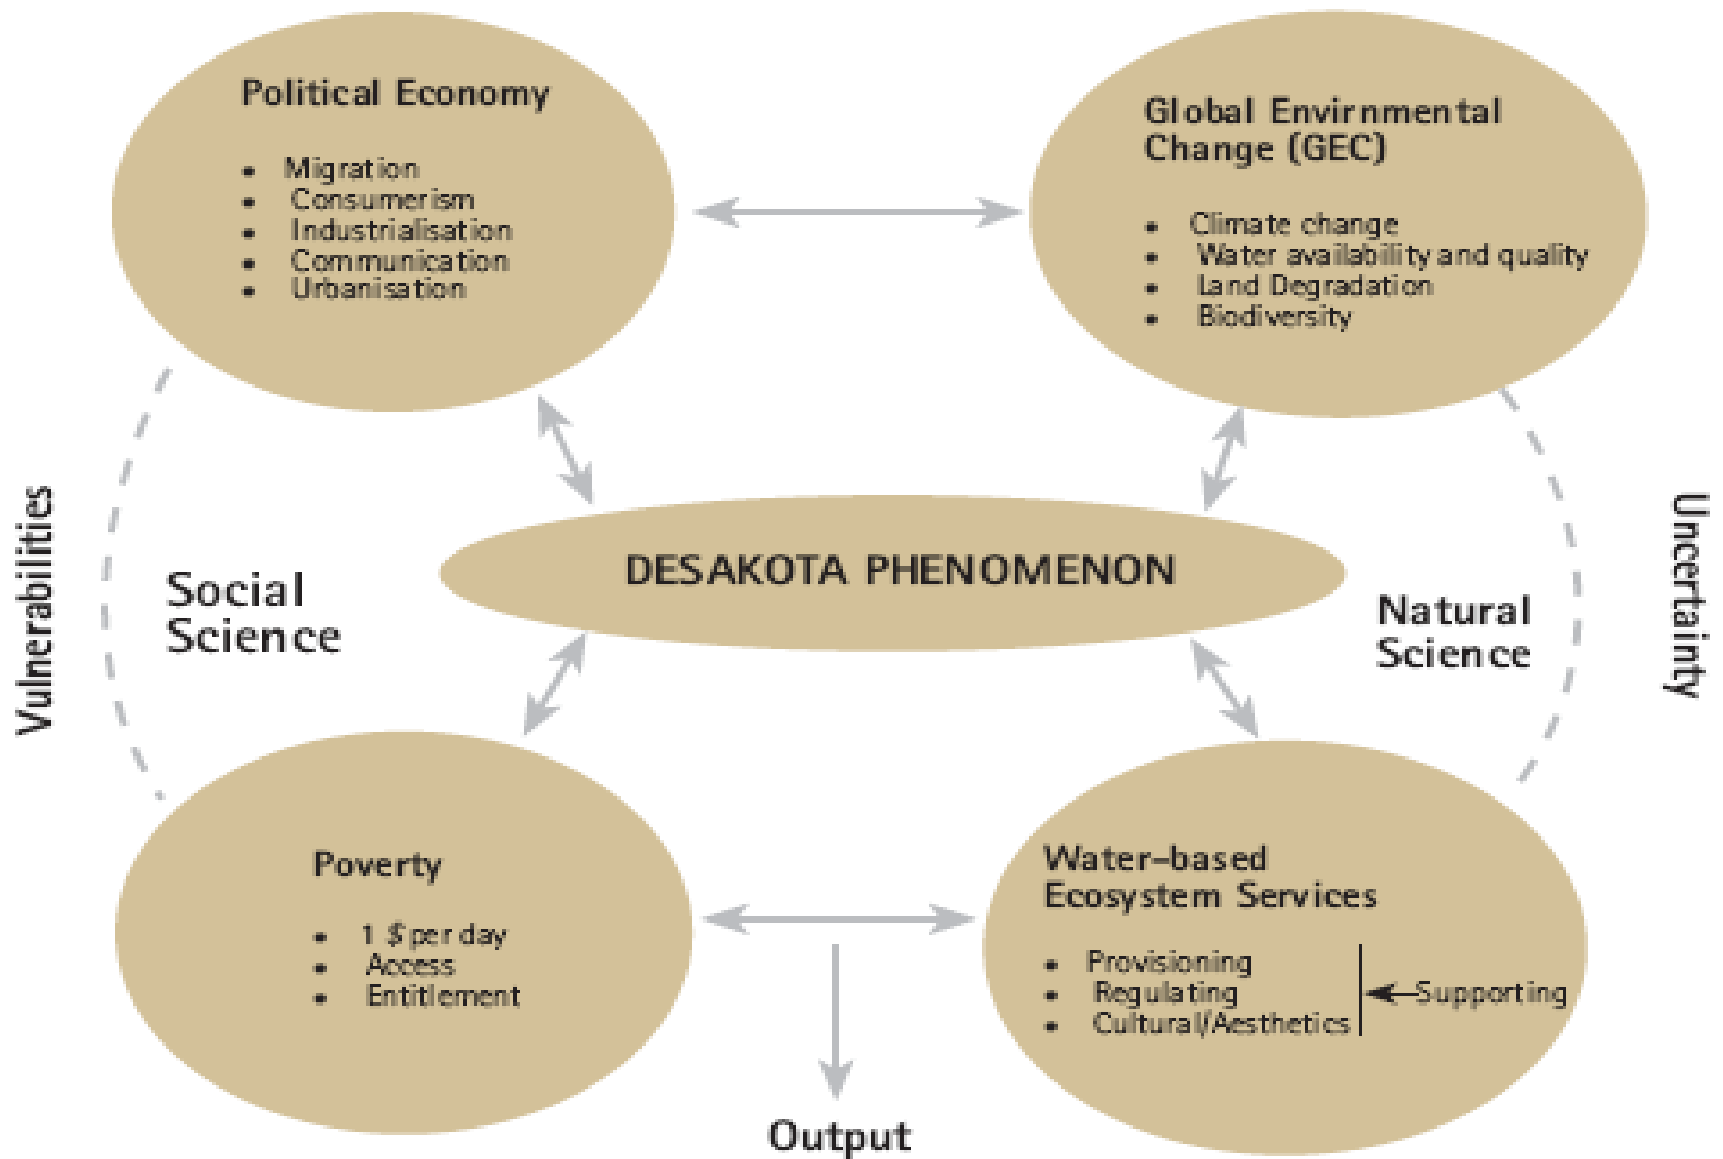 Political Economy
• Migration
• Consumerism
• Industrialisation
• Communication
• Urbanisation
Global Envirnmental
Change (GEC)
• Climate change
• Water availability and quality
• Land Degradation
• Biodiversity
Vulnerabilities
Social
Science
DESAKOTA PHENOMENON
Natural
Science
Uncertainty
Poverty
• 1 $ per day
• Access
• Entitlement
Water-based
Ecosystem Services
• Provisioning
• Regulating
• Cultural/Aesthetics
Supporting
Output